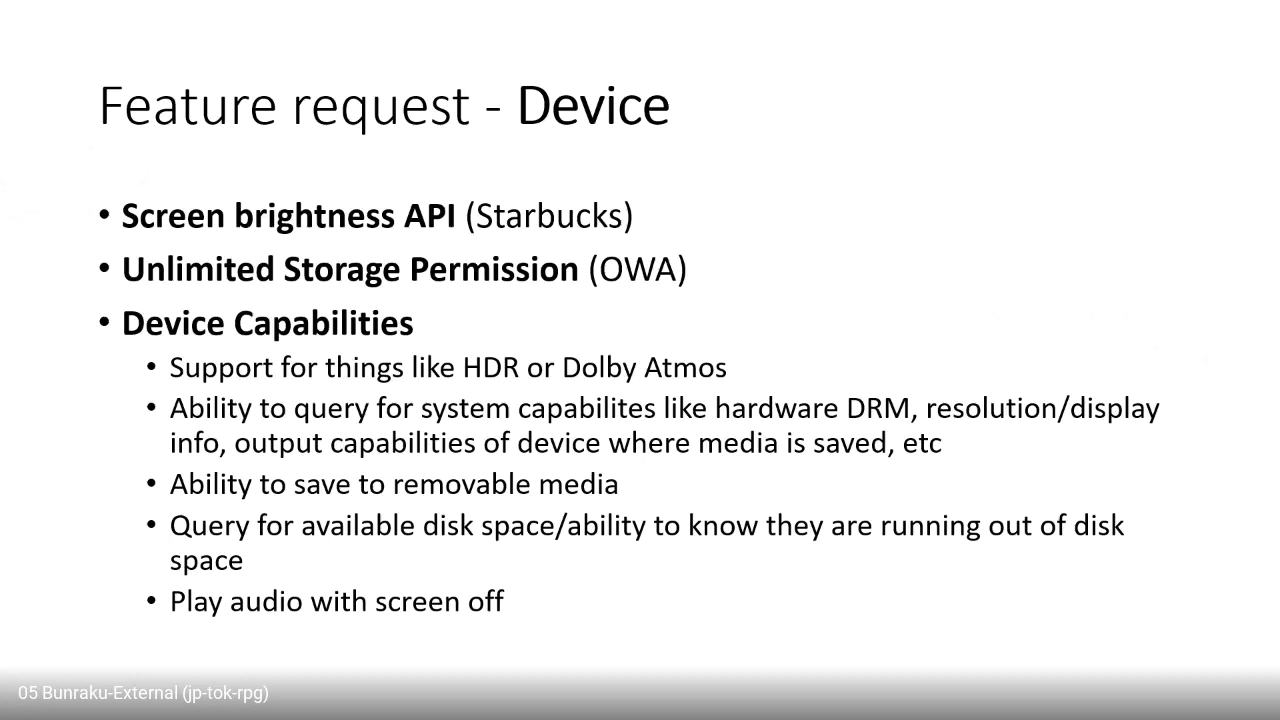 Feature request - Device
• Screen brightness API (Starbucks)
• Unlimited Storage Permission (OWA)
• Device Capabilities
• Support for things like HDR or Dolby Atmos
• Ability to query for system capabilites like hardware DRM, resolution/display
info, output capabilities of device where media is saved, etc
• Ability to save to removable media
• Query for available disk space/ability to know they are running out of disk
space
• Play audio with screen off
05 Bunraku-External (jp-tok-rpg)